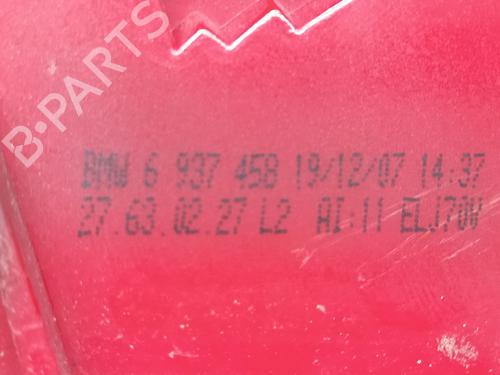 B-PARTS
BMW 6 937 458 19/12/07 14:37
27.63.02.27 L2 AI:11 ELJ70V